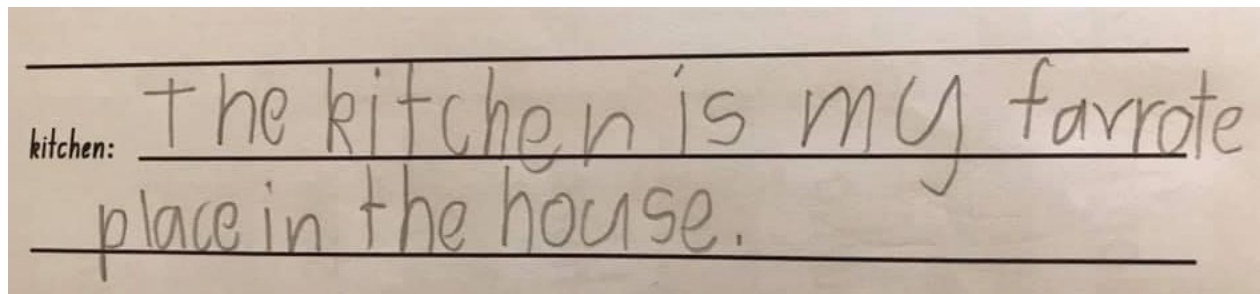 kitchen: The kitchen is my favrote
place in the house.